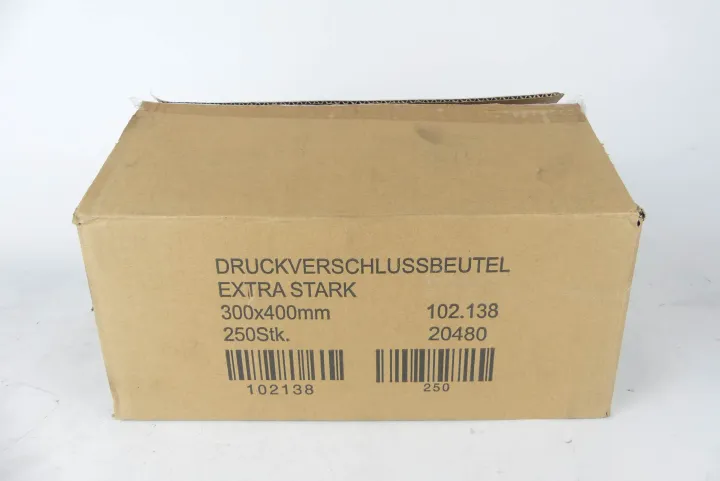 DRUCKVERSCHLUSSBEUTEL
EXTRA STARK
300x400mm 102.138
250Stk. 20480
102138 250